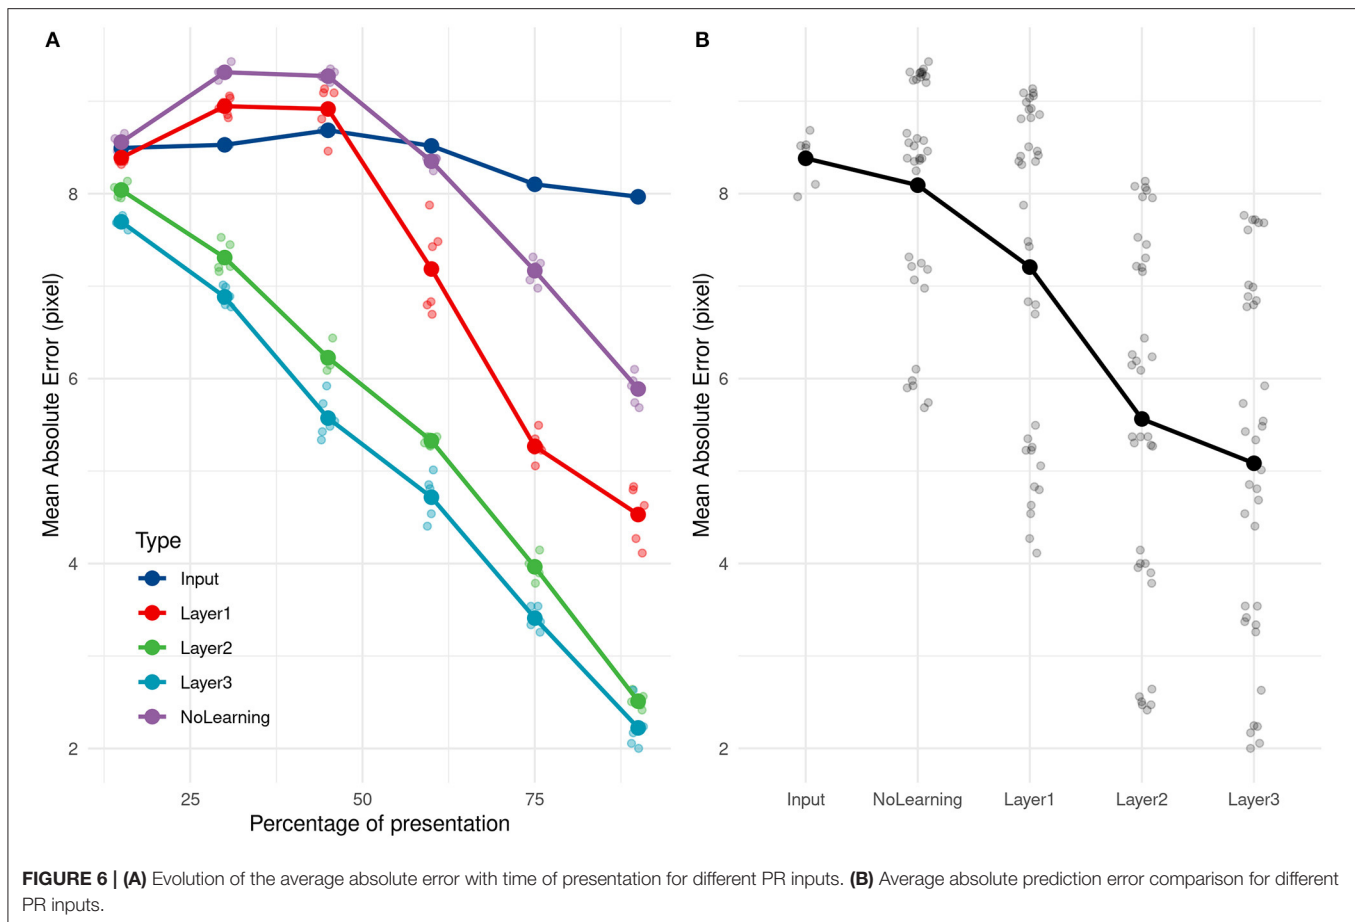 A
B
8
6
4
2
Mean Absolute Error (pixel)
Type
Input
Layer1
Layer2
Layer3
NoLearning
25
50
75
Percentage of presentation
8
6
4
2
Mean Absolute Error (pixel)
Input
NoLearning
Layer1
Layer2
Layer3
FIGURE 6 | (A) Evolution of the average absolute error with time of presentation for different PR inputs. (B) Average absolute prediction error comparison for different
PR inputs.